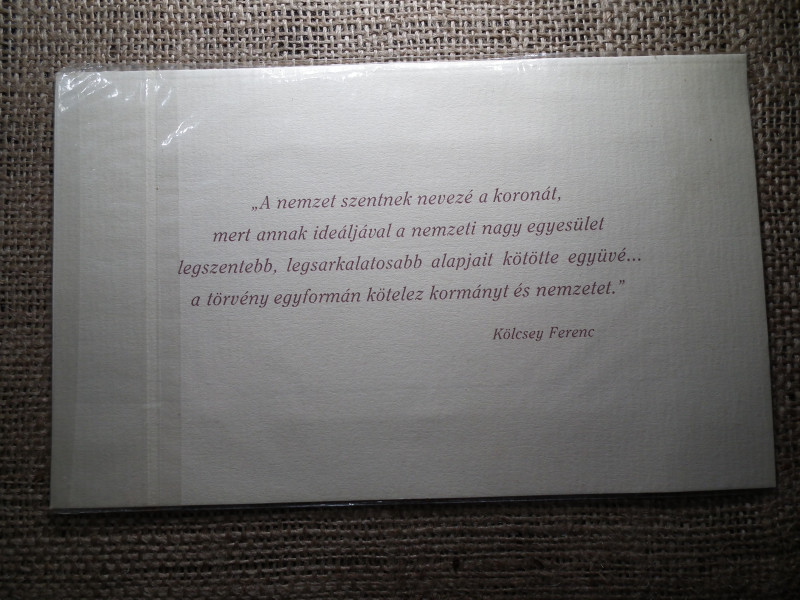 „A nemzet szentnek nevezé a koronát,
mert annak ideáljával a nemzeti nagy egyesület
legszentebb, legsarkalatosabb alapjait kötötte együvé...
a törvény egyformán kötelez kormányt és nemzetet.”
Kölcsey Ferenc